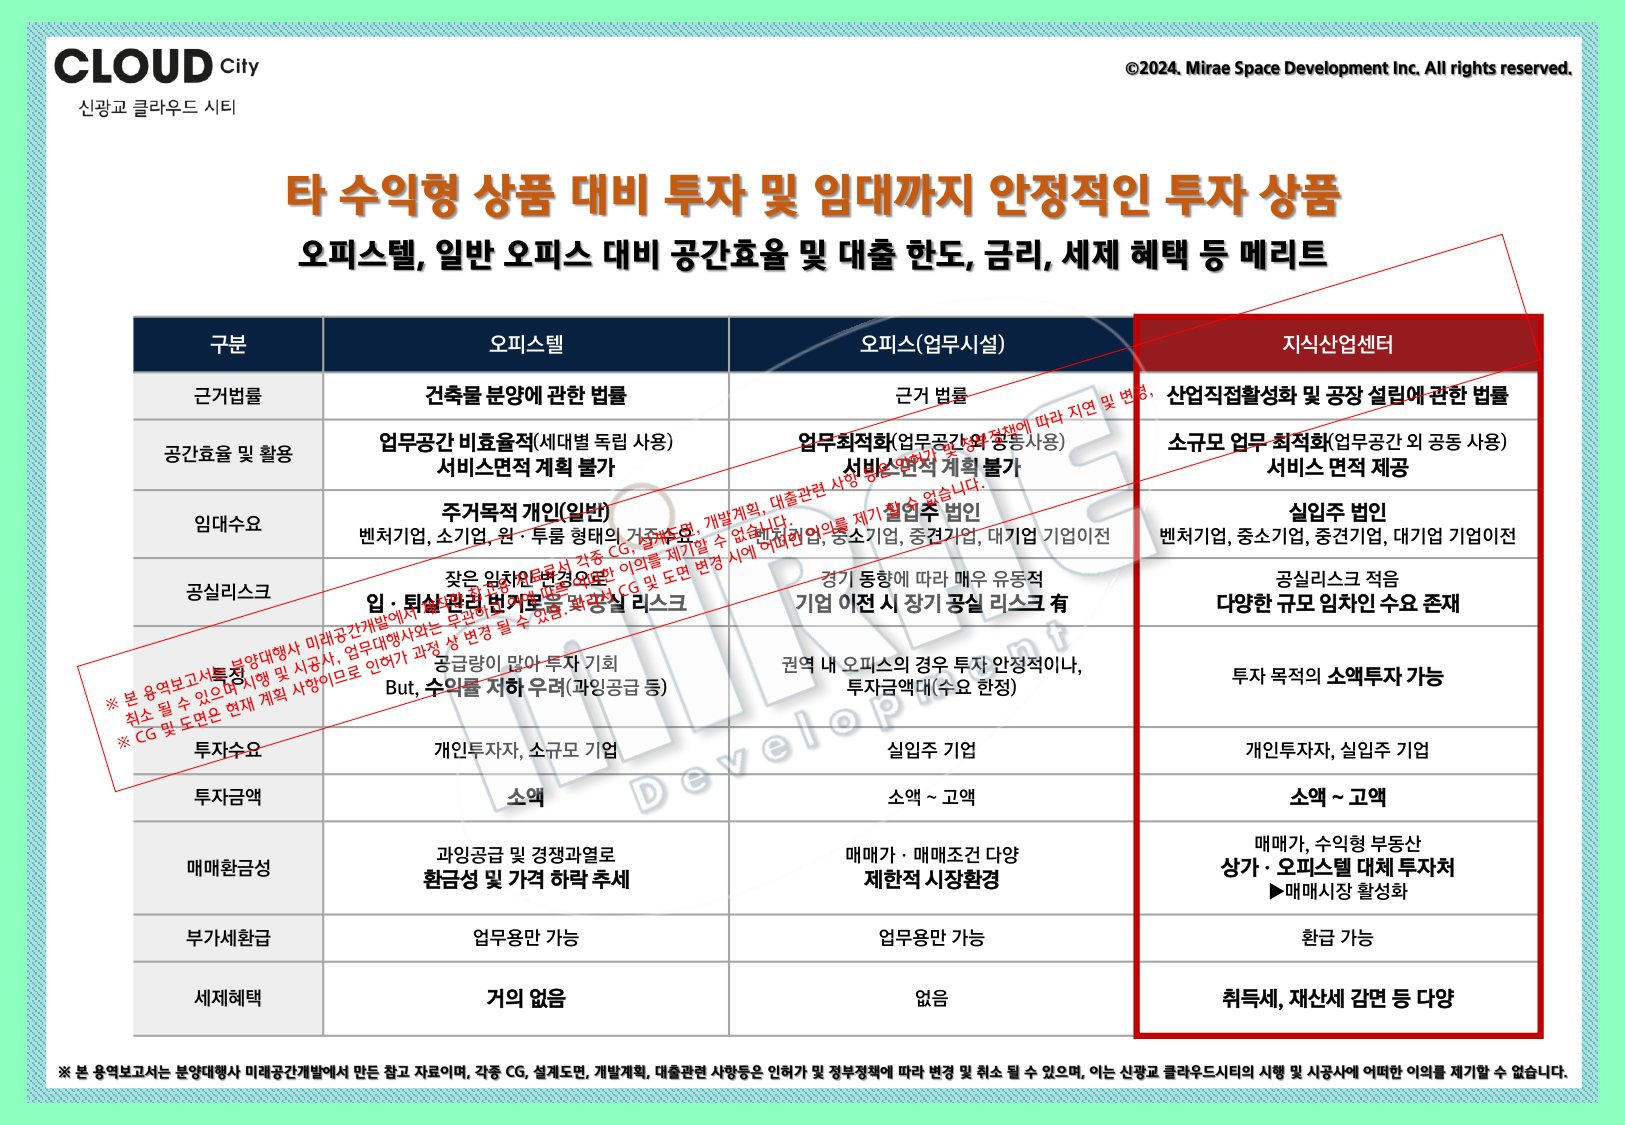 CLOUD City
신광교 클라우드 시티
©2024. Mirae Space Development Inc. All rights reserved.
타 수익형 상품 대비 투자 및 임대까지 안정적인 투자 상품
오피스텔, 일반 오피스 대비 공간효율 및 대출 한도, 금리, 세제 혜택 등 메리트
구분 오피스텔 오피스(업무시설) 지식산업센터
근거법률 건축물 분양에 관한 법률 근거 법률 산업직접활성화 및 공장 설립에 관한 법률
공간효율 및 활용
업무공간 비효율적(세대별 독립 사용)
서비스면적 계획 불가
업무최적화(업무공간 외 공동사용)
서비스면적 계획 불가
소규모 업무 최적화(업무공간 외 공동 사용)
서비스 면적 제공
임대수요
주거목적 개인(일반)
벤처기업, 소기업, 원 · 투룸 형태의 거주수요
실입주 법인
벤처기업, 중소기업, 중견기업, 대기업 기업이전
실입주 법인
벤처기업, 중소기업, 중견기업, 대기업 기업이전
공실리스크
잦은 임차인 변경으로
입 · 퇴실 관리 번거로움 및 공실 리스크
경기 동향에 따라 매우 유동적
기업 이전 시 장기 공실 리스크 有
공실리스크 적음
다양한 규모 임차인 수요 존재
특징
공급량이 많아 투자 기회
But, 수익률 저하 우려(과잉공급 등)
권역 내 오피스의 경우 투자 안정적이나,
투자금액대(수요 한정)
투자 목적의 소액투자 가능
투자수요 개인투자자, 소규모 기업 실입주 기업 개인투자자, 실입주 기업
투자금액 소액 소액 ~ 고액 소액 ~ 고액
매매환금성
과잉공급 및 경쟁과열로
환금성 및 가격 하락 추세
매매가 · 매매조건 다양
제한적 시장환경
매매가, 수익형 부동산
상가 · 오피스텔 대체 투자처
▶매매시장 활성화
부가세환급 업무용만 가능 업무용만 가능 환급 가능
세제혜택 거의 없음 없음 취득세, 재산세 감면 등 다양
※ 본 용역보고서는 분양대행사 미래공간개발에서 제작한 참고용 자료로서 각종 CG, 설계도면, 개발계획, 대출관련 사항 등은 인허가 및 정부정책에 따라 지연 및 변경,
취소 될 수 있으며 시행 및 시공사, 업무대행사와는 무관하고 이에 따른 어떠한 이의를 제기할 수 없습니다.
※ CG 및 도면은 현재 계획 사항이므로 인허가 과정 상 변경 될 수 있음. 따라서 CG 및 도면 변경 시에 어떠한 이의를 제기 할 수 없습니다.
MIRAE
Development
※ 본 용역보고서는 분양대행사 미래공간개발에서 만든 참고 자료이며, 각종 CG, 설계도면, 개발계획, 대출관련 사항등은 인허가 및 정부정책에 따라 변경 및 취소 될 수 있으며, 이는 신광교 클라우드시티의 시행 및 시공사에 어떠한 이의를 제기할 수 없습니다.